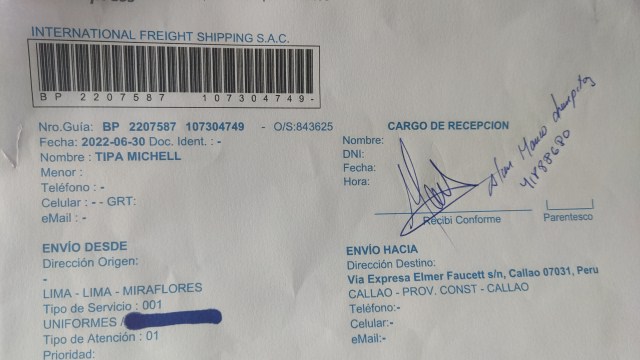 INTERNATIONAL FREIGHT SHIPPING S.A.C.
BP 2207587 107304749-
Nro.Guía: BP 2207587 107304749 - O/S:843625
Fecha: 2022-06-30 Doc. Ident. : -
Nombre : TIPA MICHELL
Menor :
Teléfono : -
Celular : - - GRT:
eMail : -
CARGO DE RECEPCION
Nombre:
DNI:
Fecha:
Hora:
41888680
Recibi Conforme
Parentesco
ENVÍO DESDE
Dirección Origen:
-
LIMA - LIMA - MIRAFLORES
Tipo de Servicio : 001
UNIFORMES /
Tipo de Atención : 01
Prioridad:
ENVÍO HACIA
Dirección Destino:
Via Expresa Elmer Faucett s/n, Callao 07031, Peru
CALLAO - PROV. CONST - CALLAO
Teléfono:-
Celular:-
eMail:-